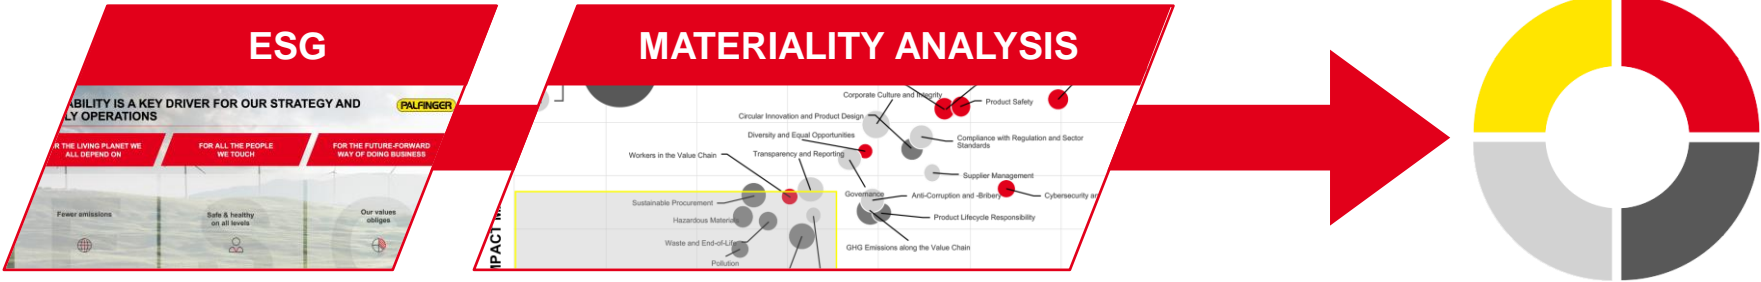 ESG
MATERIALITY ANALYSIS
ABILITY IS A KEY DRIVER FOR OUR STRATEGY AND
LY OPERATIONS
PALFINGER
R THE LIVING PLANET WE
ALL DEPEND ON
FOR ALL THE PEOPLE
WE TOUCH
FOR THE FUTURE-FORWARD
WAY OF DOING BUSINESS
Fewer emissions
Safe & healthy
on all levels
Our values
obliges
E
S
G
Corporate Culture and Integrity
Product Safety
Circular Innovation and Product Design
Diversity and Equal Opportunities
Compliance with Regulation and Sector
Standards
Workers in the Value Chain
Transparency and Reporting
Supplier Management
Governance
Anti-Corruption and -Bribery
Cybersecurity an
Sustainable Procurement
Hazardous Materials
Product Lifecycle Responsibility
Waste and End-of-Life
GHG Emissions along the Value Chain
Pollution
IMPACT M